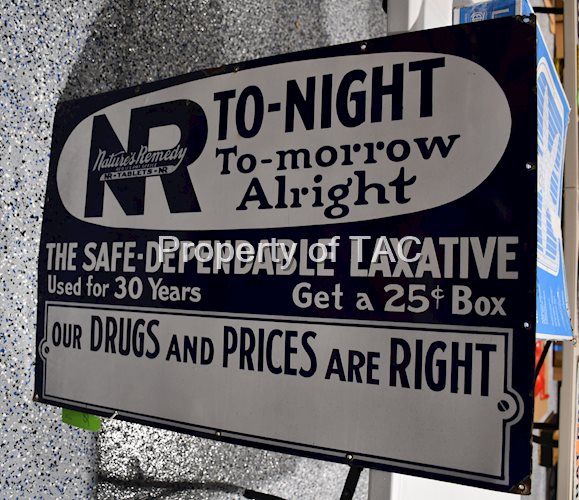 NR
Nature's Remedy
NR-TABLETS-NR
TO-NIGHT
To-morrow
Alright
THE SAFE-DEPENDABLE LAXATIVE
Used for 30 Years Get a 25¢ Box
OUR DRUGS AND PRICES ARE RIGHT
Property of TAC